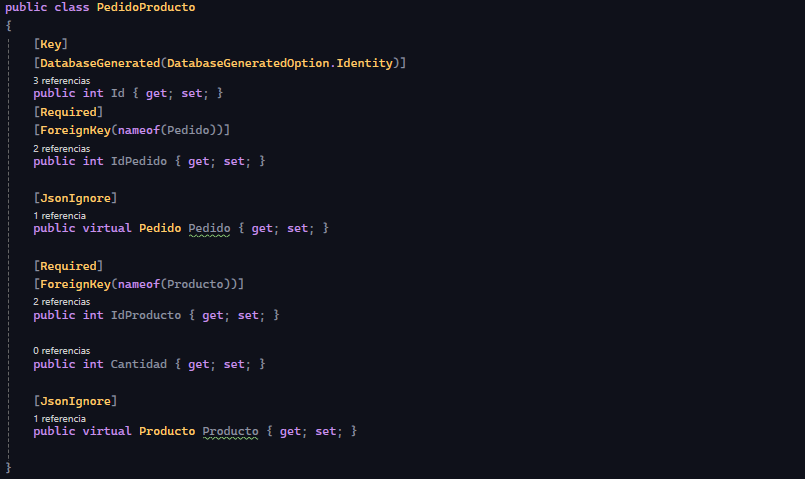 public class PedidoProducto
{
[Key]
[DatabaseGenerated(DatabaseGeneratedOption.Identity)]
3 referencias
public int Id { get; set; }
[Required]
[ForeignKey(nameof(Pedido))]
2 referencias
public int IdPedido { get; set; }
[JsonIgnore]
1 referencia
public virtual Pedido Pedido { get; set; }
[Required]
[ForeignKey(nameof(Producto))]
2 referencias
public int IdProducto { get; set; }
0 referencias
public int Cantidad { get; set; }
[JsonIgnore]
1 referencia
public virtual Producto Producto { get; set; }
}